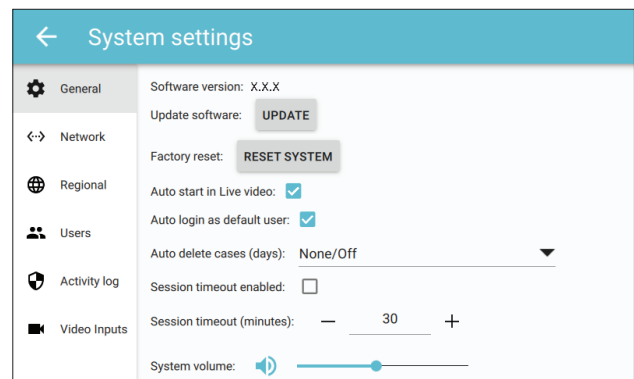 System settings
General
Network
Regional
Users
Activity log
Video Inputs
Software version: X.X.X
Update software: UPDATE
Factory reset: RESET SYSTEM
Auto start in Live video:
Auto login as default user:
Auto delete cases (days): None/Off
Session timeout enabled:
Session timeout (minutes): — 30 +
System volume: